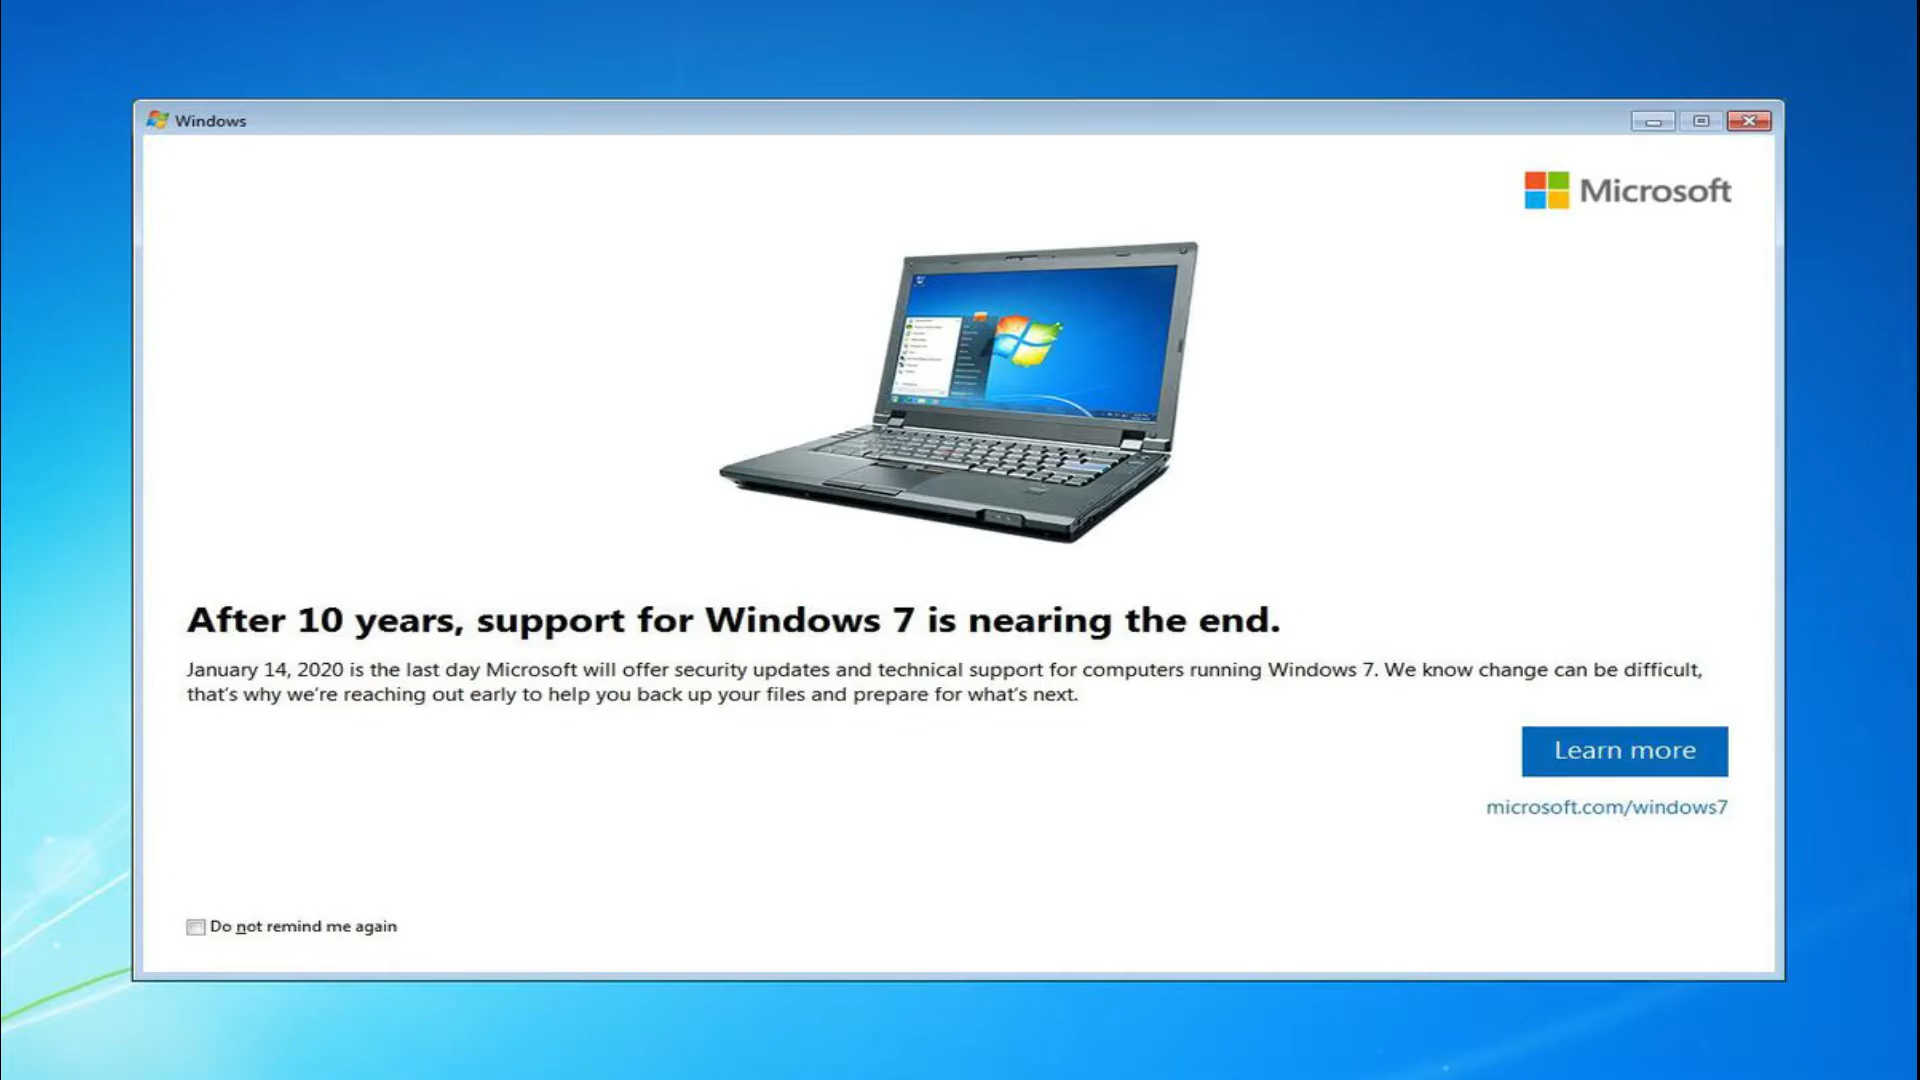 Windows
Microsoft
After 10 years, support for Windows 7 is nearing the end.
January 14, 2020 is the last day Microsoft will offer security updates and technical support for computers running Windows 7. We know change can be difficult,
that's why we're reaching out early to help you back up your files and prepare for what's next.
Learn more
microsoft.com/windows7
Do not remind me again